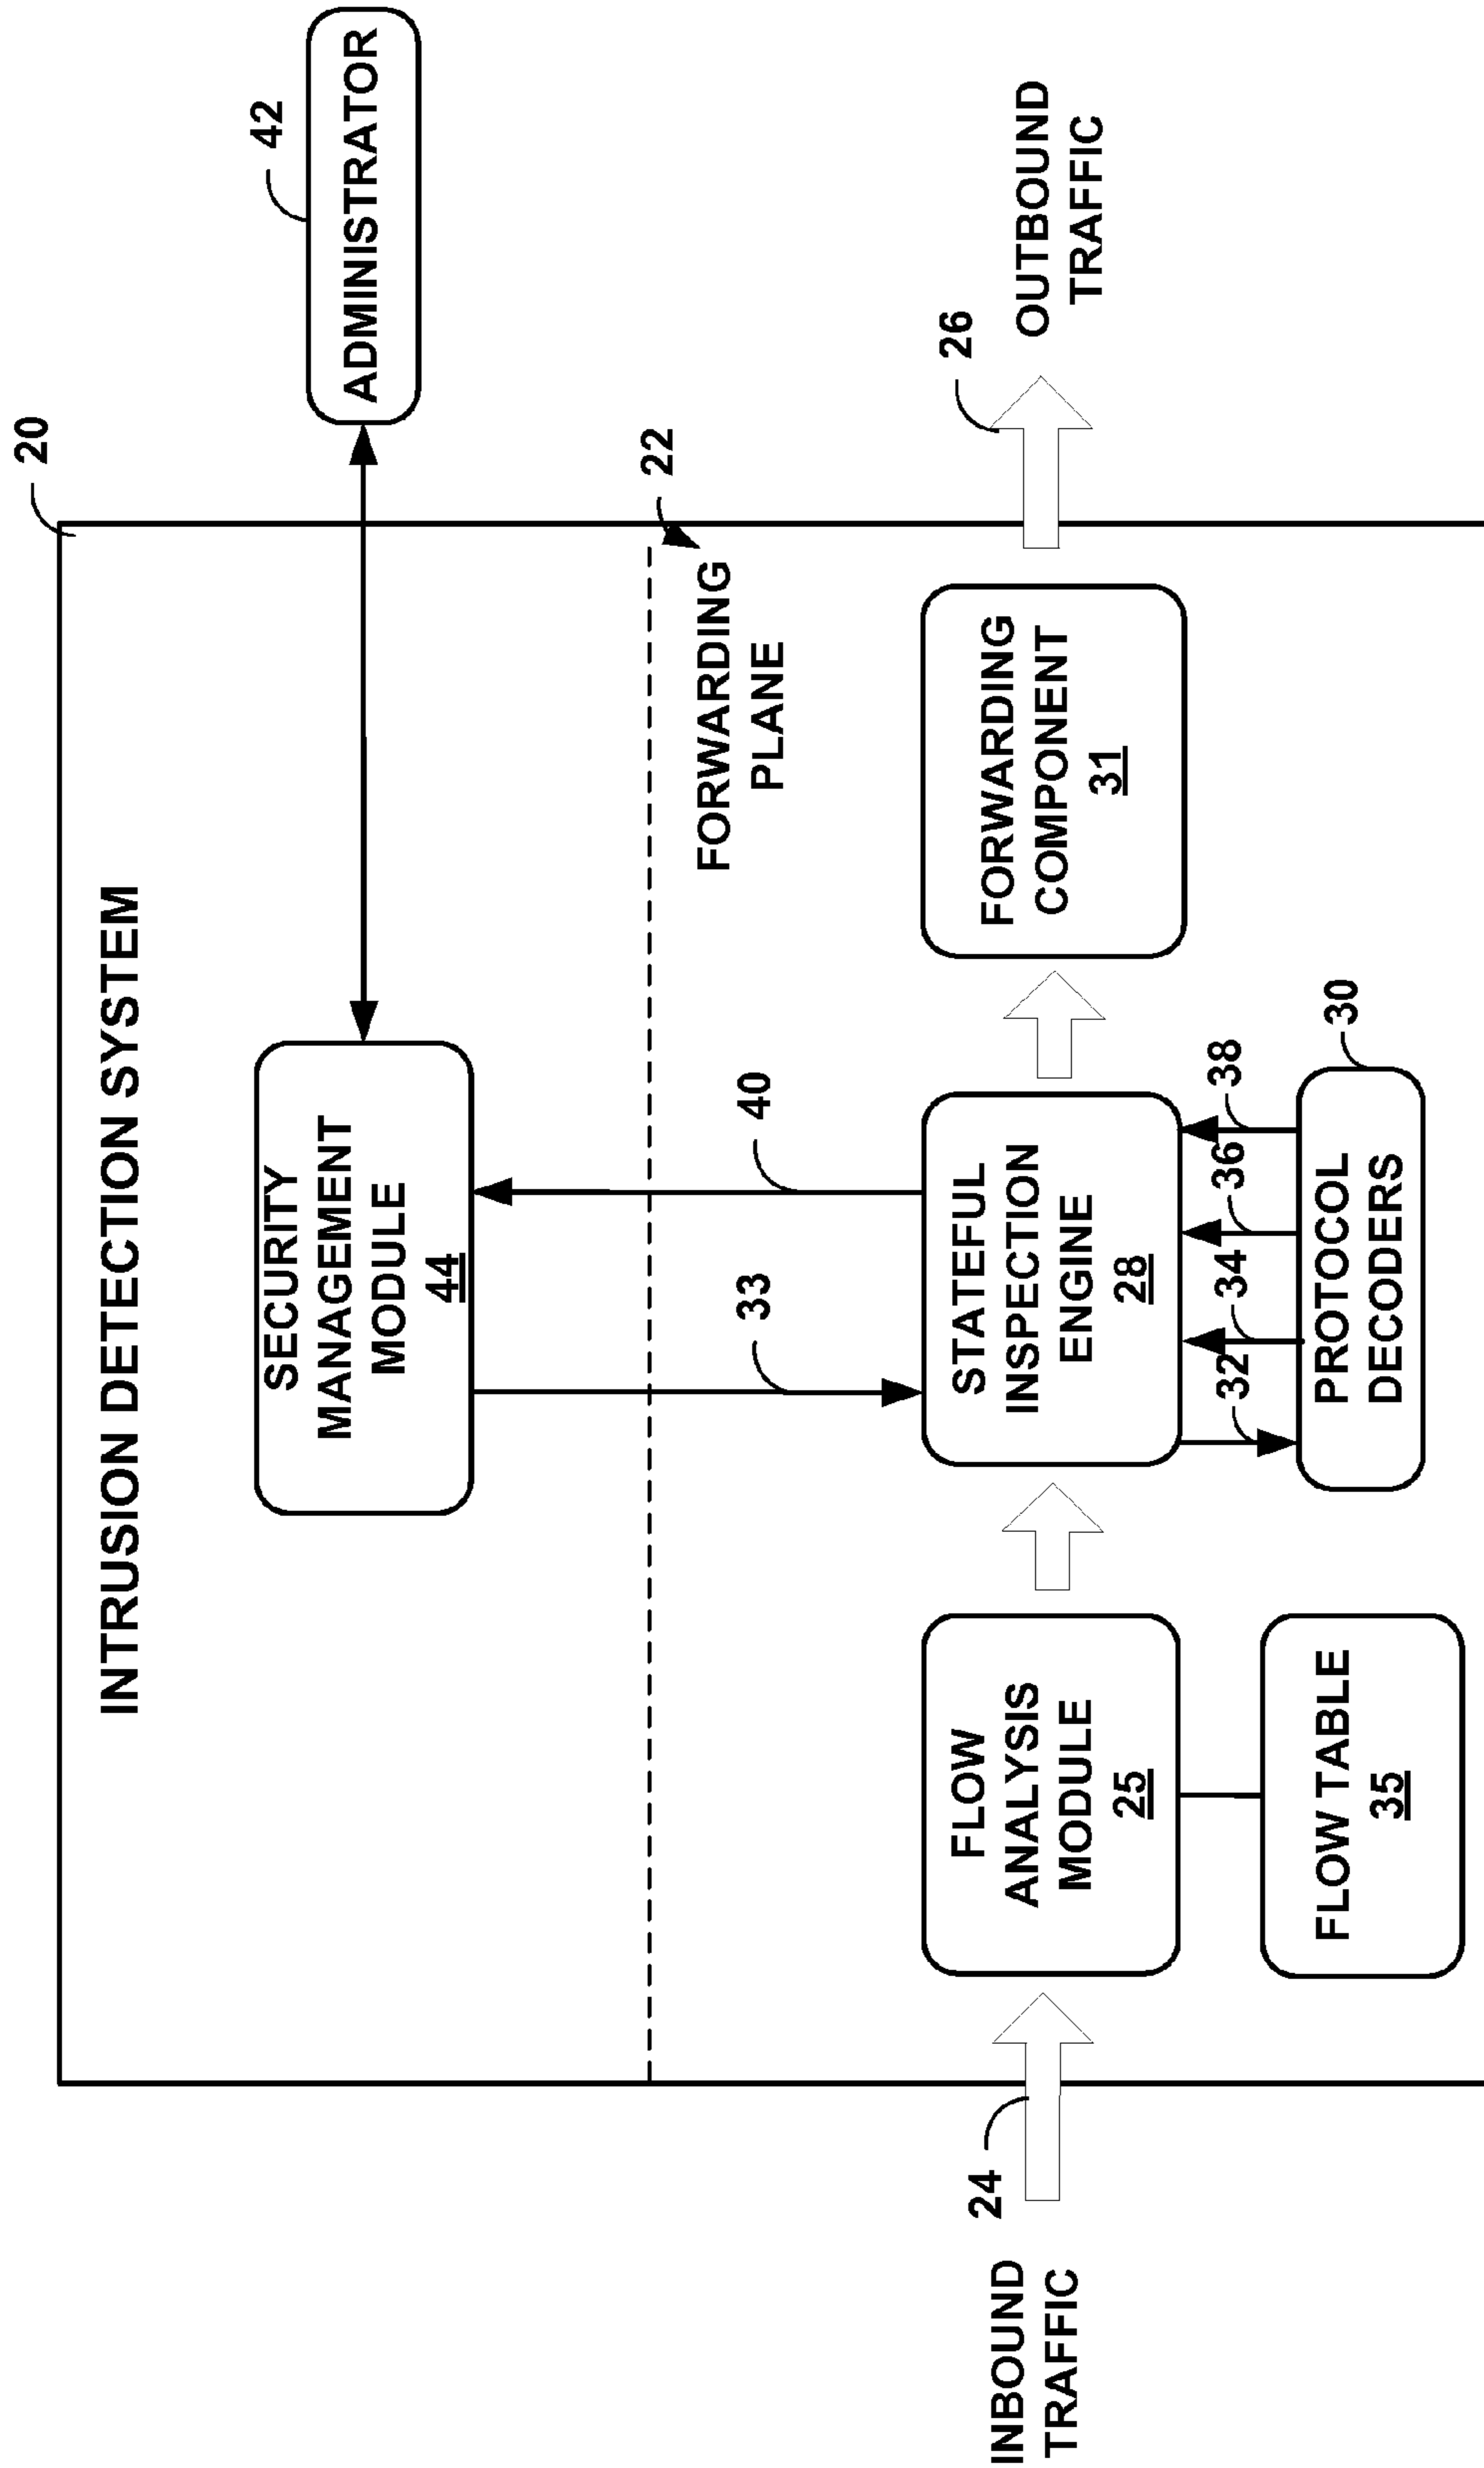 20
INTRUSION DETECTION SYSTEM
42
ADMINISTRATOR
SECURITY
MANAGEMENT
MODULE
44
22
FORWARDING
PLANE
33
40
26
OUTBOUND
TRAFFIC
24
INBOUND
TRAFFIC
FLOW
ANALYSIS
MODULE
25
STATEFUL
INSPECTION
ENGINE
28
FORWARDING
COMPONENT
31
32
34
36
38
30
FLOW TABLE
35
PROTOCOL
DECODERS